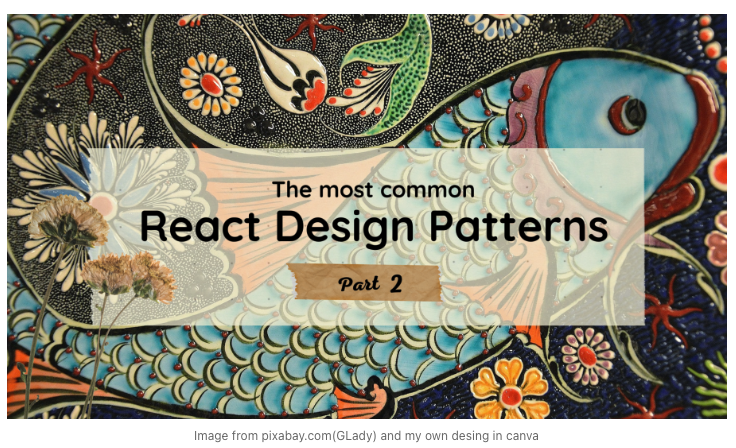 The most common
React Design Patterns
Part 2
Image from pixabay.com(GLady) and my own desing in canva